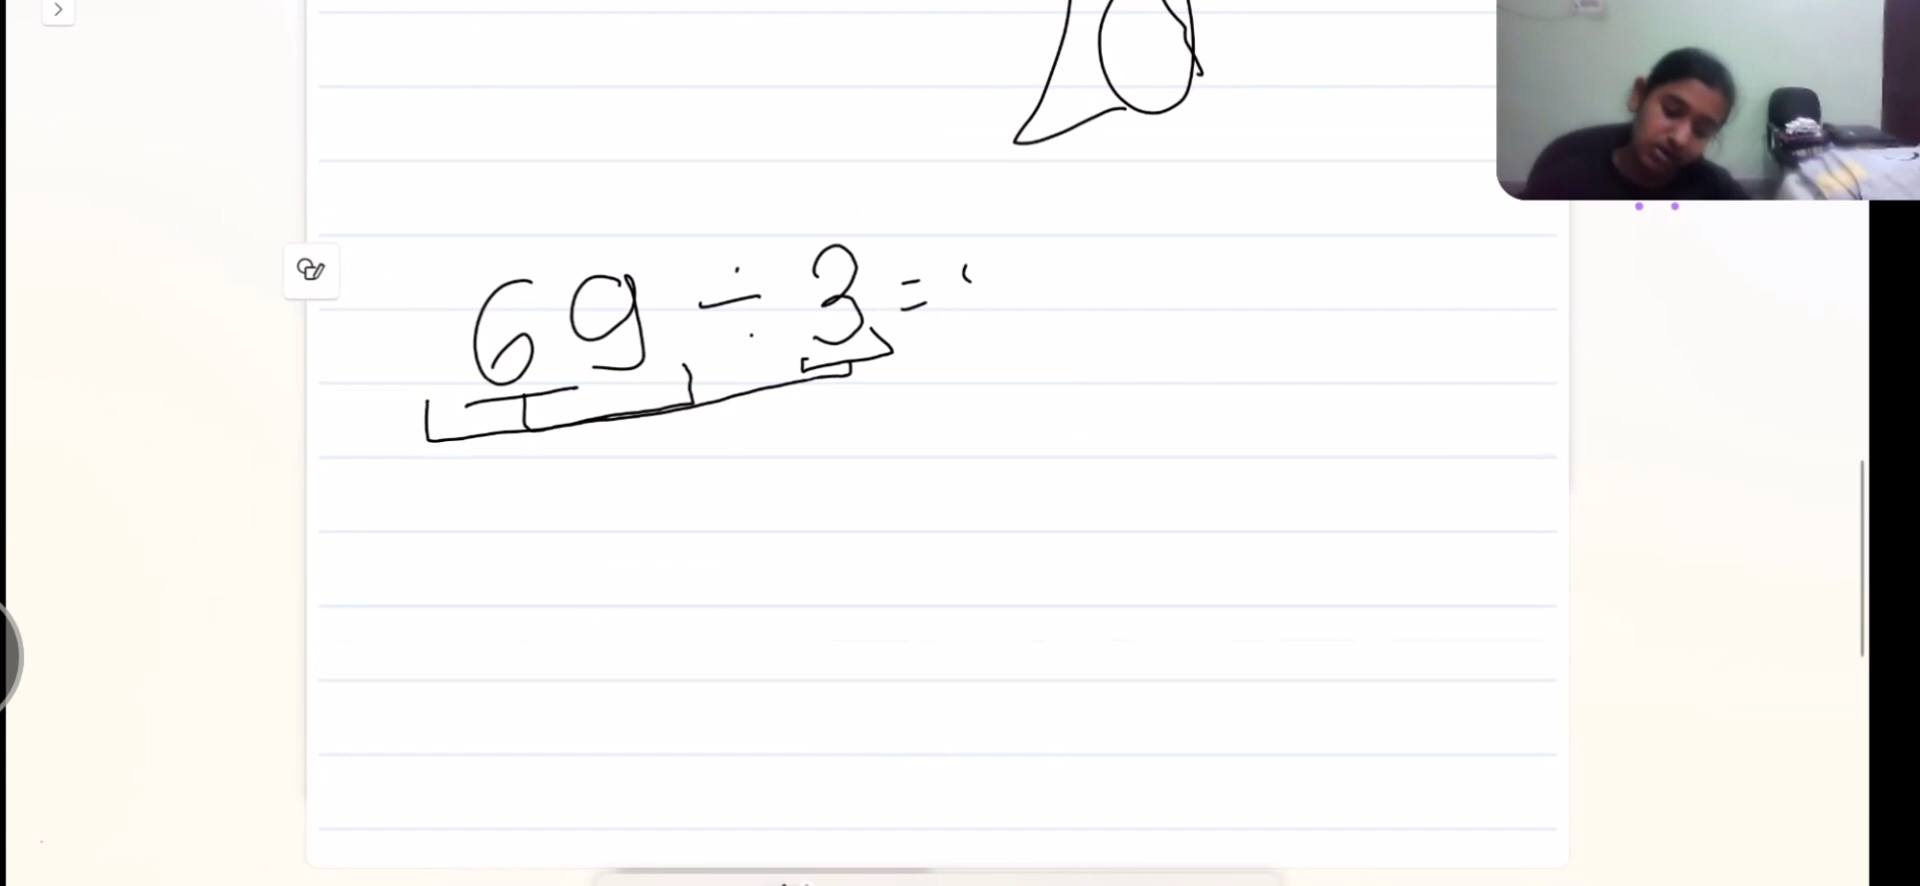 69 ÷ 3 =